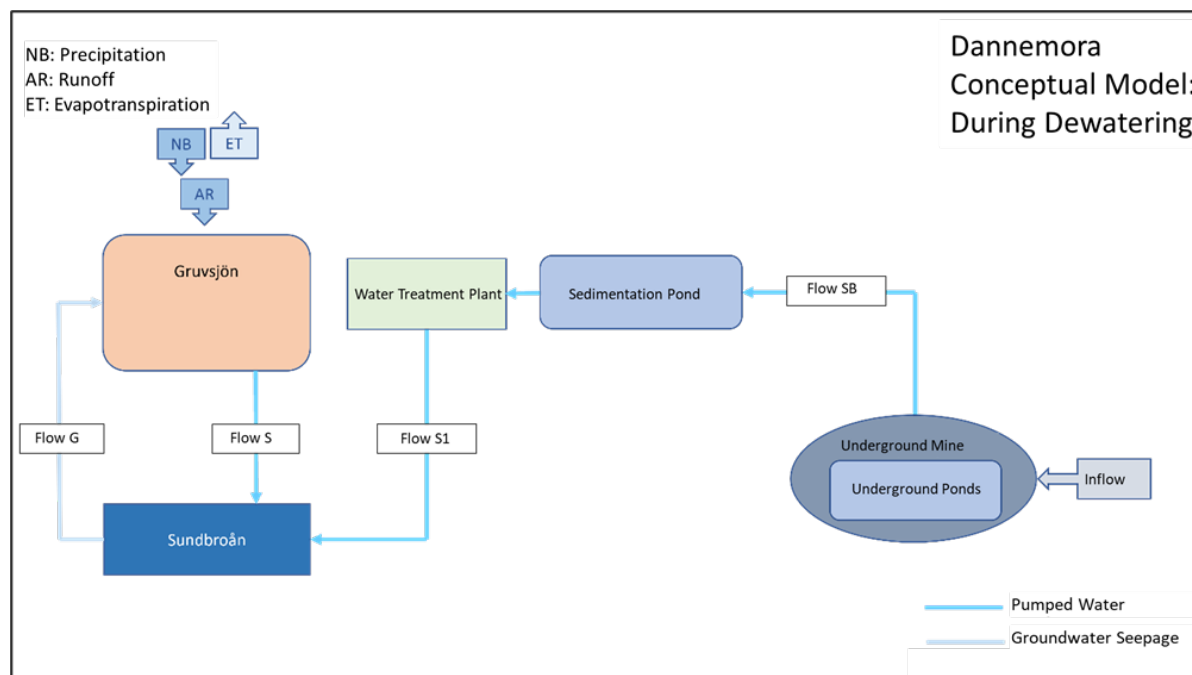 NB: Precipitation
AR: Runoff
ET: Evapotranspiration
Dannemora
Conceptual Model:
During Dewatering
NB
ET
AR
Gruvsjön
Water Treatment Plant
Sedimentation Pond
Flow SB
Flow G
Flow S
Flow S1
Underground Mine
Underground Ponds
Inflow
Sundbroån
Pumped Water
Groundwater Seepage